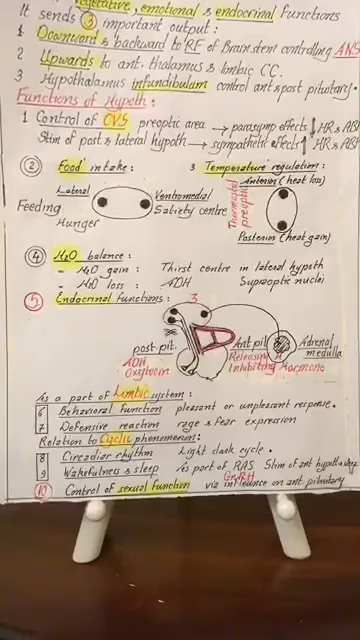 Vegetative, emotional & endocrinal Functions
It sends 3 important output:
1 Downward & backward to RF of Brainstem controlling ANS
2 Upwards to ant. thalamus & limbic CC.
3 Hypothalamus infundibulum control ant & post pituitary.
Functions of Hypoth:
1 Control of CVS preoptic area → parasymp effects ↓ HR & ABP
Stim of post & lateral hypoth → sympathetic effects ↑ HR & ABP
2 Food intake:
Lateral
Feeding
Hunger
Ventromedial
Satiety centre
3 Temperature regulation:
Anterior (heat loss)
Thermostat
preoptic
Posterior (heat gain)
4 H2O balance:
- H2O gain: Thirst centre in lateral hypoth
- H2O loss: ADH Supraoptic nuclei
5 Endocrinal Functions: 3
post-pit.
ADH
Oxytocin
Ant pit
Releasing
Inhibiting Hormone
Adrenal
medulla
As a part of Limbic system:
6 Behavioral Function pleasant or unpleasant response.
7 Defensive reaction rage & fear expression
Relation to Cyclic phenomenon:
8 Circadian rhythm Light dark cycle.
9 Wakefulness & sleep As part of RAS Stim of ant hypoth → sleep
GnRH
10 Control of sexual function via influence on ant pituitary